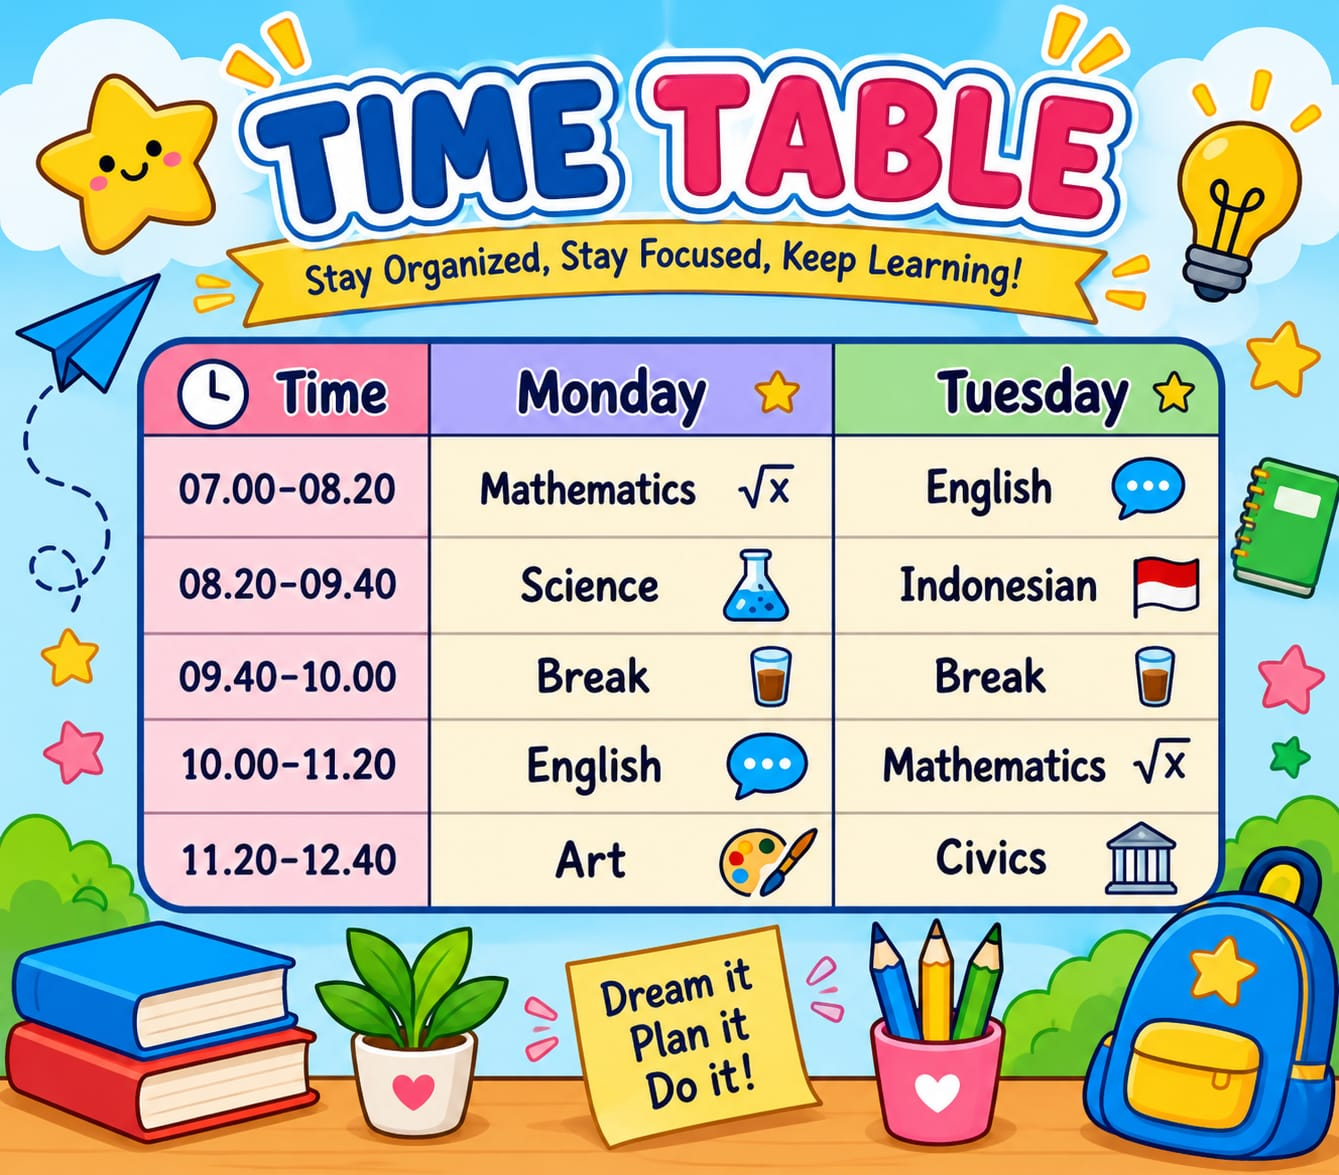 TIME TABLE
Stay Organized, Stay Focused, Keep Learning!
Time Monday Tuesday
07.00-08.20 Mathematics √x English
08.20-09.40 Science Indonesian
09.40-10.00 Break Break
10.00-11.20 English Mathematics √x
11.20-12.40 Art Civics
Dream it
Plan it
Do it!